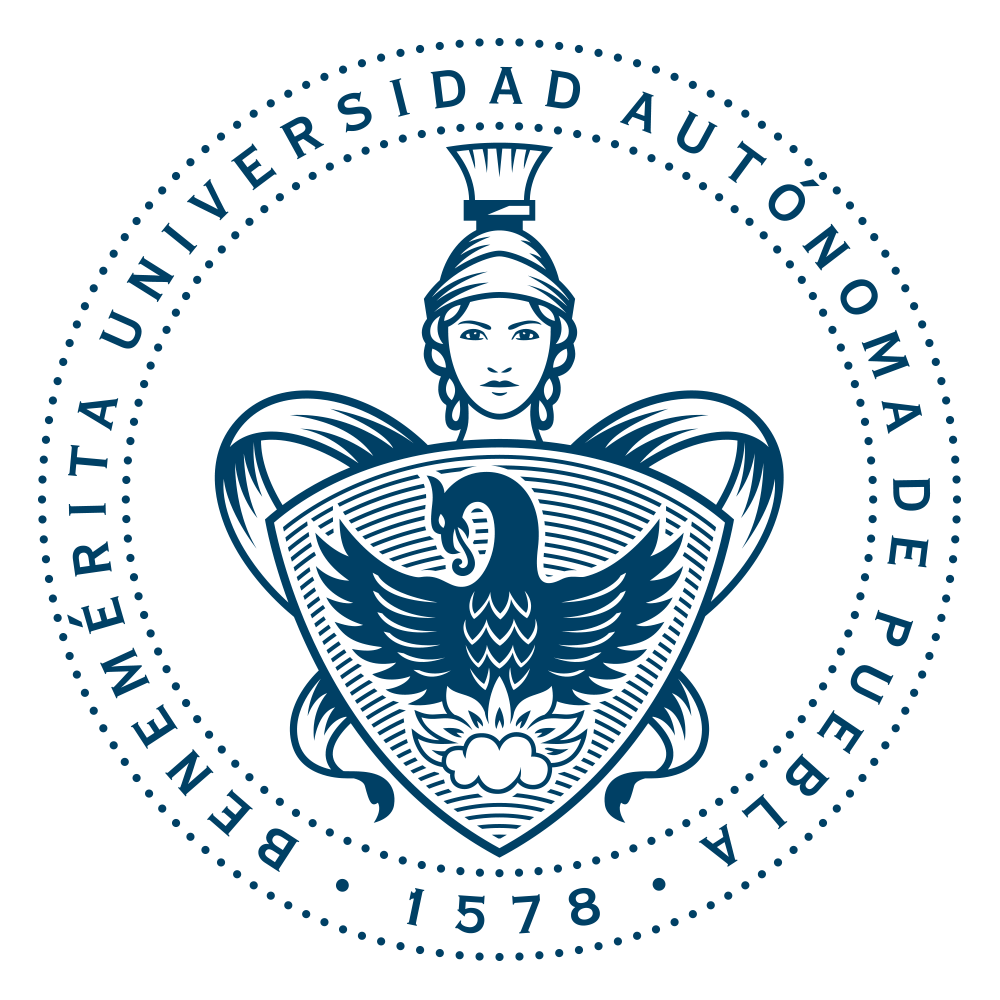 BENEMÉRITA UNIVERSIDAD AUTÓNOMA DE PUEBLA
• 1578 •